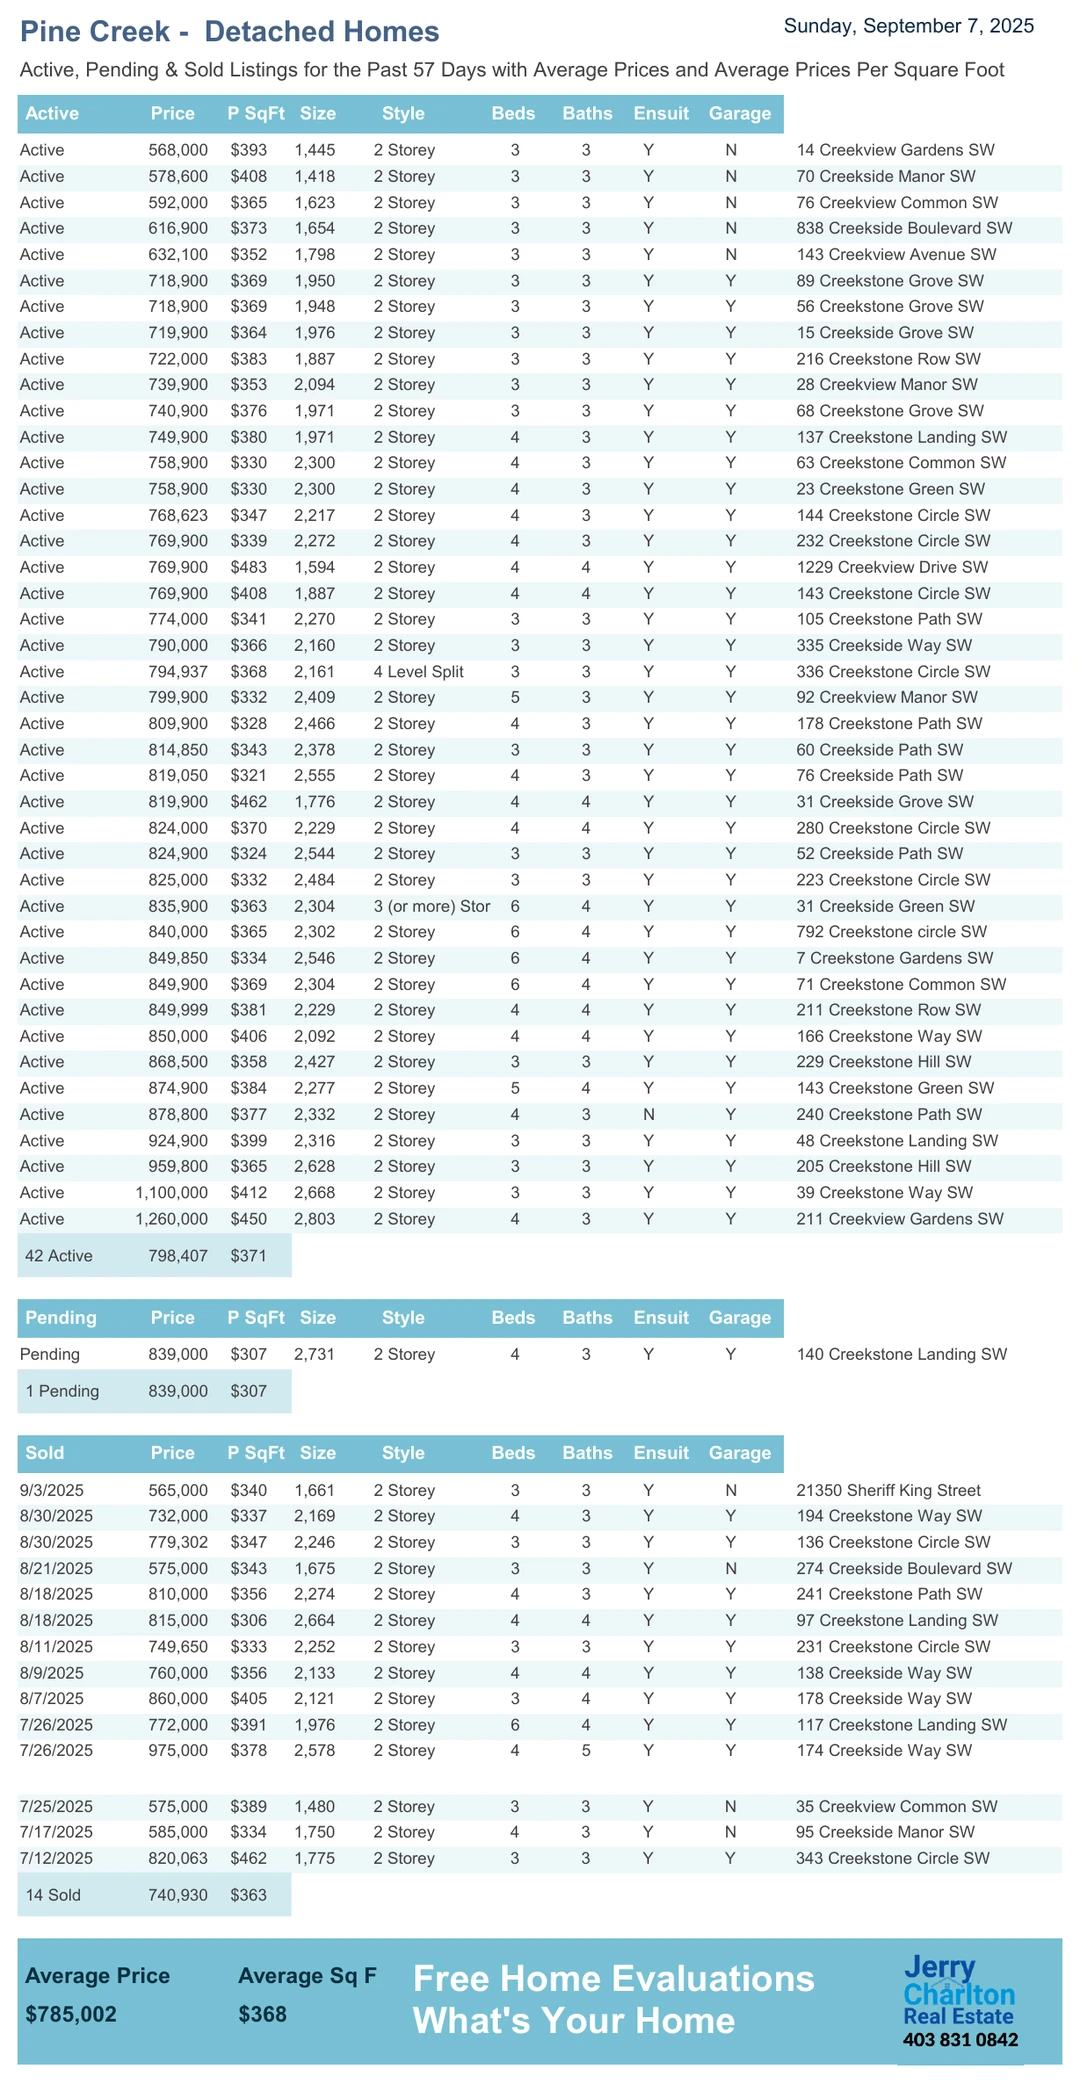 Pine Creek - Detached Homes
Sunday, September 7, 2025
Active, Pending & Sold Listings for the Past 57 Days with Average Prices and Average Prices Per Square Foot
Active Price P SqFt Size Style Beds Baths Ensuit Garage
Active 568,000 $393 1,445 2 Storey 3 3 Y N 14 Creekview Gardens SW
Active 578,600 $408 1,418 2 Storey 3 3 Y N 70 Creekside Manor SW
Active 592,000 $365 1,623 2 Storey 3 3 Y N 76 Creekview Common SW
Active 616,900 $373 1,654 2 Storey 3 3 Y N 838 Creekside Boulevard SW
Active 632,100 $352 1,798 2 Storey 3 3 Y N 143 Creekview Avenue SW
Active 718,900 $369 1,950 2 Storey 3 3 Y Y 89 Creekstone Grove SW
Active 718,900 $369 1,948 2 Storey 3 3 Y Y 56 Creekstone Grove SW
Active 719,900 $364 1,976 2 Storey 3 3 Y Y 15 Creekside Grove SW
Active 722,000 $383 1,887 2 Storey 3 3 Y Y 216 Creekstone Row SW
Active 739,900 $353 2,094 2 Storey 3 3 Y Y 28 Creekview Manor SW
Active 740,900 $376 1,971 2 Storey 3 3 Y Y 68 Creekstone Grove SW
Active 749,900 $380 1,971 2 Storey 4 3 Y Y 137 Creekstone Landing SW
Active 758,900 $330 2,300 2 Storey 4 3 Y Y 63 Creekstone Common SW
Active 758,900 $330 2,300 2 Storey 4 3 Y Y 23 Creekstone Green SW
Active 768,623 $347 2,217 2 Storey 4 3 Y Y 144 Creekstone Circle SW
Active 769,900 $339 2,272 2 Storey 4 3 Y Y 232 Creekstone Circle SW
Active 769,900 $483 1,594 2 Storey 4 4 Y Y 1229 Creekview Drive SW
Active 769,900 $408 1,887 2 Storey 4 4 Y Y 143 Creekstone Circle SW
Active 774,000 $341 2,270 2 Storey 3 3 Y Y 105 Creekstone Path SW
Active 790,000 $366 2,160 2 Storey 3 3 Y Y 335 Creekside Way SW
Active 794,937 $368 2,161 4 Level Split 3 3 Y Y 336 Creekstone Circle SW
Active 799,900 $332 2,409 2 Storey 5 3 Y Y 92 Creekview Manor SW
Active 809,900 $328 2,466 2 Storey 4 3 Y Y 178 Creekstone Path SW
Active 814,850 $343 2,378 2 Storey 3 3 Y Y 60 Creekside Path SW
Active 819,050 $321 2,555 2 Storey 4 3 Y Y 76 Creekside Path SW
Active 819,900 $462 1,776 2 Storey 4 4 Y Y 31 Creekside Grove SW
Active 824,000 $370 2,229 2 Storey 4 4 Y Y 280 Creekstone Circle SW
Active 824,900 $324 2,544 2 Storey 3 3 Y Y 52 Creekside Path SW
Active 825,000 $332 2,484 2 Storey 3 3 Y Y 223 Creekstone Circle SW
Active 835,900 $363 2,304 3 (or more) Stor 6 4 Y Y 31 Creekside Green SW
Active 840,000 $365 2,302 2 Storey 6 4 Y Y 792 Creekstone circle SW
Active 849,850 $334 2,546 2 Storey 6 4 Y Y 7 Creekstone Gardens SW
Active 849,900 $369 2,304 2 Storey 6 4 Y Y 71 Creekstone Common SW
Active 849,999 $381 2,229 2 Storey 4 4 Y Y 211 Creekstone Row SW
Active 850,000 $406 2,092 2 Storey 4 4 Y Y 166 Creekstone Way SW
Active 868,500 $358 2,427 2 Storey 3 3 Y Y 229 Creekstone Hill SW
Active 874,900 $384 2,277 2 Storey 5 4 Y Y 143 Creekstone Green SW
Active 878,800 $377 2,332 2 Storey 4 3 N Y 240 Creekstone Path SW
Active 924,900 $399 2,316 2 Storey 3 3 Y Y 48 Creekstone Landing SW
Active 959,800 $365 2,628 2 Storey 3 3 Y Y 205 Creekstone Hill SW
Active 1,100,000 $412 2,668 2 Storey 3 3 Y Y 39 Creekstone Way SW
Active 1,260,000 $450 2,803 2 Storey 4 3 Y Y 211 Creekview Gardens SW
42 Active 798,407 $371
Pending Price P SqFt Size Style Beds Baths Ensuit Garage
Pending 839,000 $307 2,731 2 Storey 4 3 Y Y 140 Creekstone Landing SW
1 Pending 839,000 $307
Sold Price P SqFt Size Style Beds Baths Ensuit Garage
9/3/2025 565,000 $340 1,661 2 Storey 3 3 Y N 21350 Sheriff King Street
8/30/2025 732,000 $337 2,169 2 Storey 4 3 Y Y 194 Creekstone Way SW
8/30/2025 779,302 $347 2,246 2 Storey 3 3 Y Y 136 Creekstone Circle SW
8/21/2025 575,000 $343 1,675 2 Storey 3 3 Y N 274 Creekside Boulevard SW
8/18/2025 810,000 $356 2,274 2 Storey 4 3 Y Y 241 Creekstone Path SW
8/18/2025 815,000 $306 2,664 2 Storey 4 4 Y Y 97 Creekstone Landing SW
8/11/2025 749,650 $333 2,252 2 Storey 3 3 Y Y 231 Creekstone Circle SW
8/9/2025 760,000 $356 2,133 2 Storey 4 4 Y Y 138 Creekside Way SW
8/7/2025 860,000 $405 2,121 2 Storey 3 4 Y Y 178 Creekside Way SW
7/26/2025 772,000 $391 1,976 2 Storey 6 4 Y Y 117 Creekstone Landing SW
7/26/2025 975,000 $378 2,578 2 Storey 4 5 Y Y 174 Creekside Way SW
7/25/2025 575,000 $389 1,480 2 Storey 3 3 Y N 35 Creekview Common SW
7/17/2025 585,000 $334 1,750 2 Storey 4 3 Y N 95 Creekside Manor SW
7/12/2025 820,063 $462 1,775 2 Storey 3 3 Y Y 343 Creekstone Circle SW
14 Sold 740,930 $363
Average Price Average Sq F
$785,002 $368
Free Home Evaluations
What's Your Home
Jerry
Charlton
Real Estate
403 831 0842